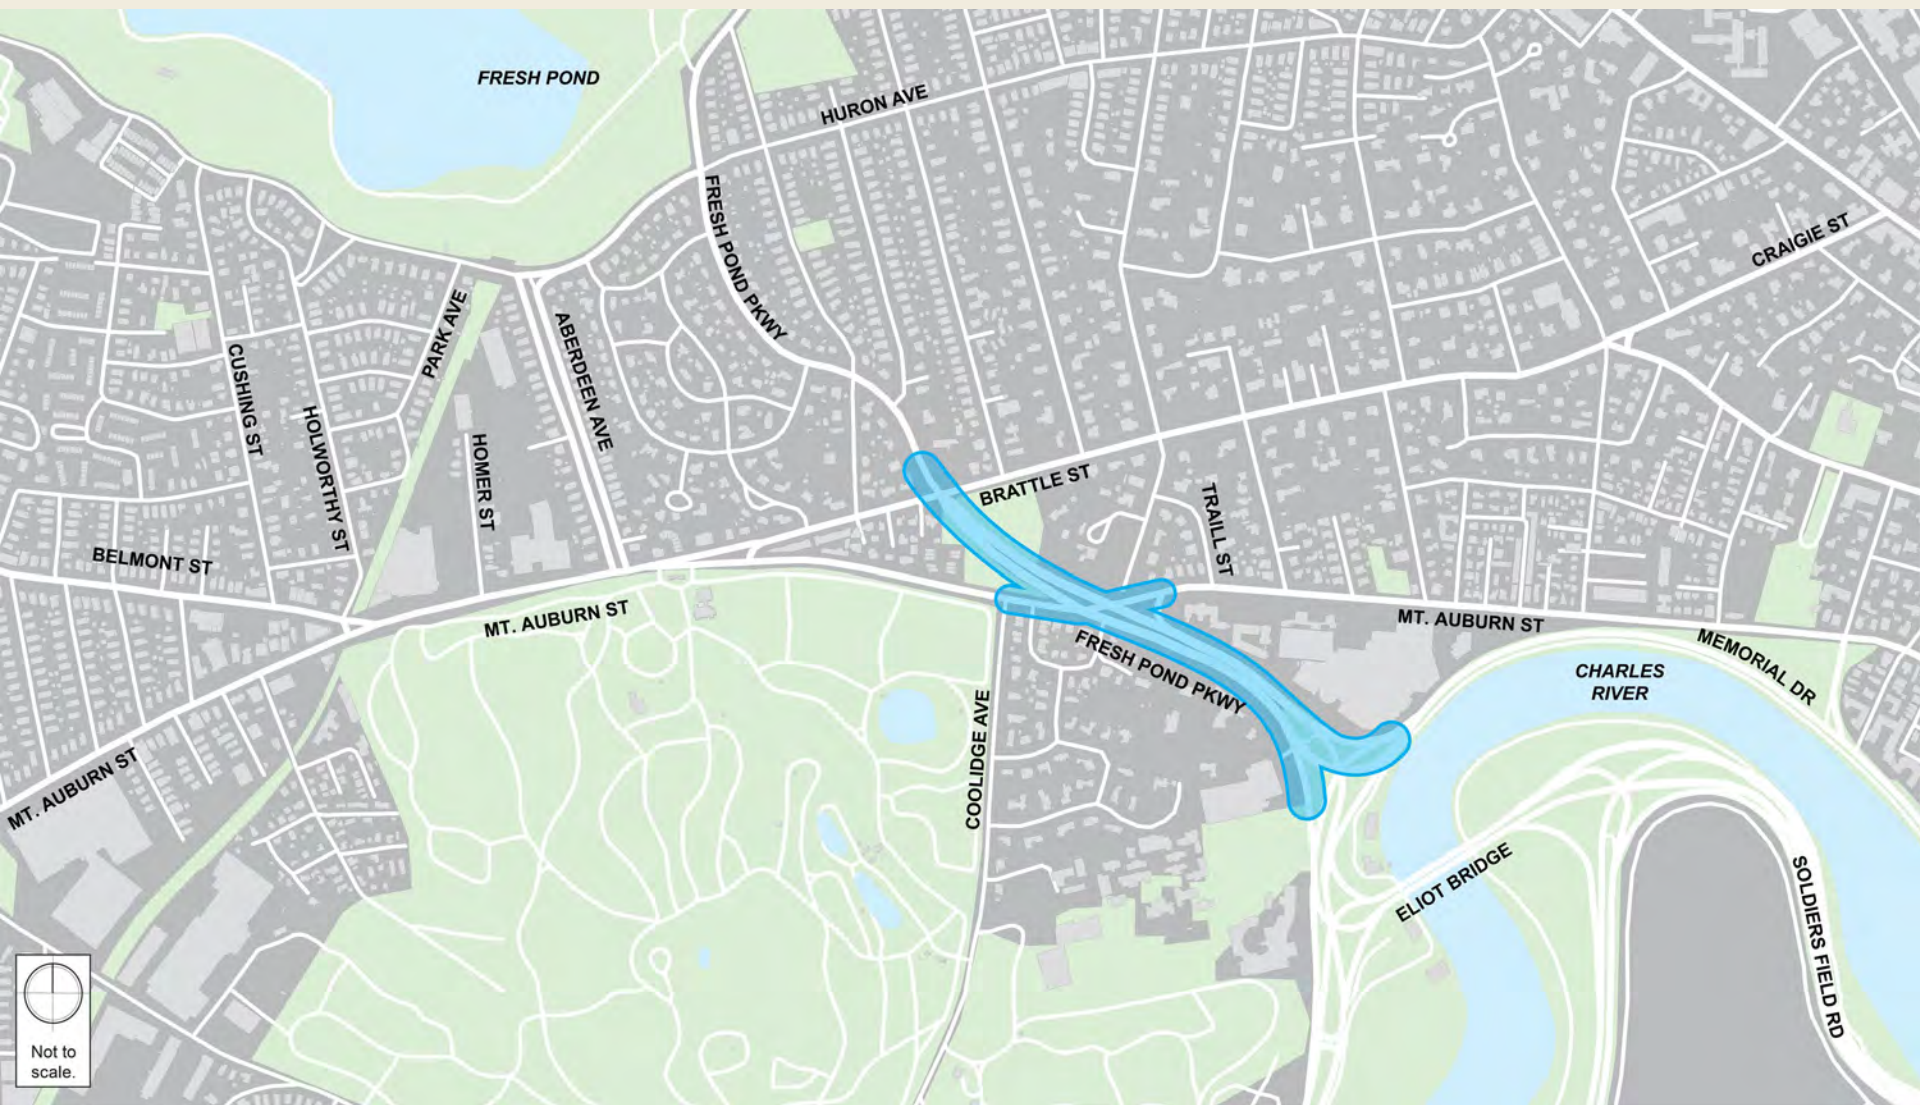 FRESH POND
HURON AVE
FRESH POND PKWY
CRAIGIE ST
PARK AVE
ABERDEEN AVE
CUSHING ST
HOLWORTHY ST
HOMER ST
BRATTLE ST
TRAILL ST
BELMONT ST
MT. AUBURN ST
MT. AUBURN ST
FRESH POND PKWY
MEMORIAL DR
CHARLES
RIVER
COOLIDGE AVE
MT. AUBURN ST
ELIOT BRIDGE
SOLDIERS FIELD RD
Not to
scale.